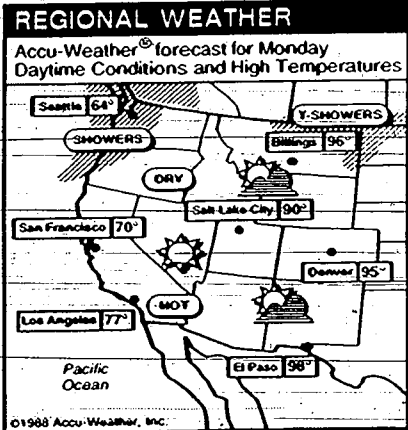 REGIONAL WEATHER
Accu-Weather® forecast for Monday
Daytime Conditions and High Temperatures
Seattle 64°
T-SHOWERS
SHOWERS
Billings 96°
DRY
Salt Lake City 90°
San Francisco 70°
Denver 95°
HOT
Los Angeles 77°
El Paso 98°
Pacific
Ocean
©1988 Accu-Weather, Inc.